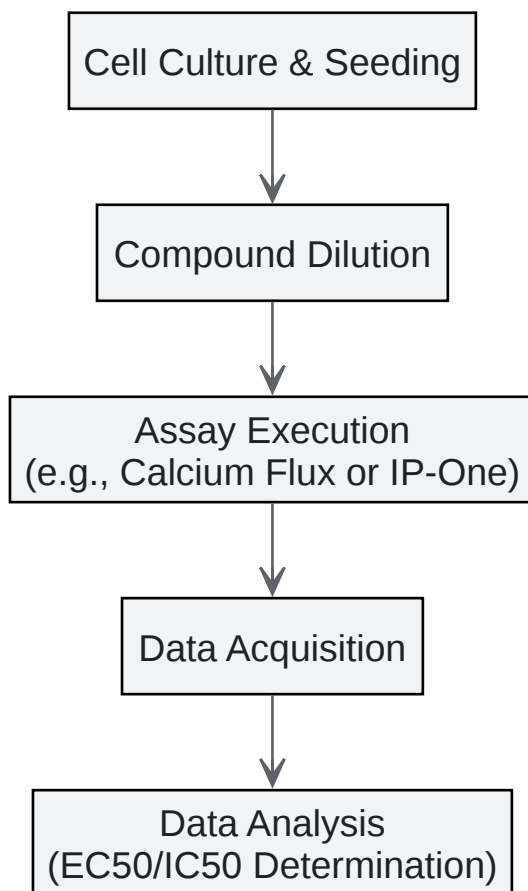 Cell Culture & Seeding
Compound Dilution
Assay Execution
(e.g., Calcium Flux or IP-One)
Data Acquisition
Data Analysis
(EC50/IC50 Determination)